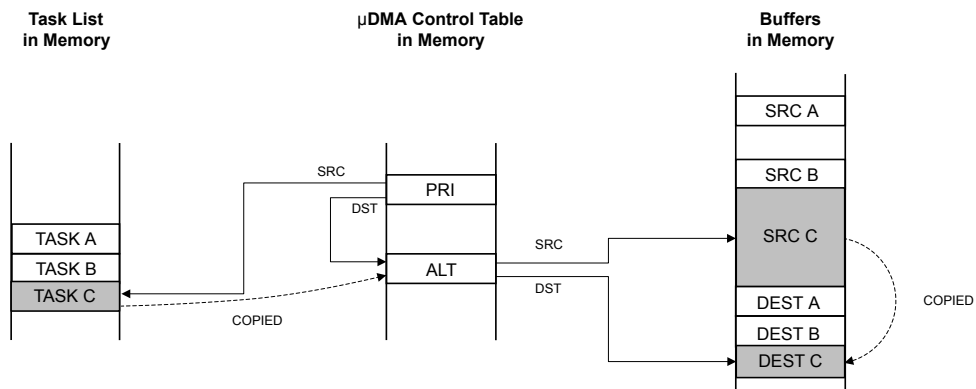 Task List
in Memory
µDMA Control Table
in Memory
Buffers
in Memory
SRC A
SRC B
SRC
PRI
DST
SRC C
TASK A
TASK B
TASK C
SRC
ALT
DST
COPIED
DEST A
COPIED
DEST B
DEST C